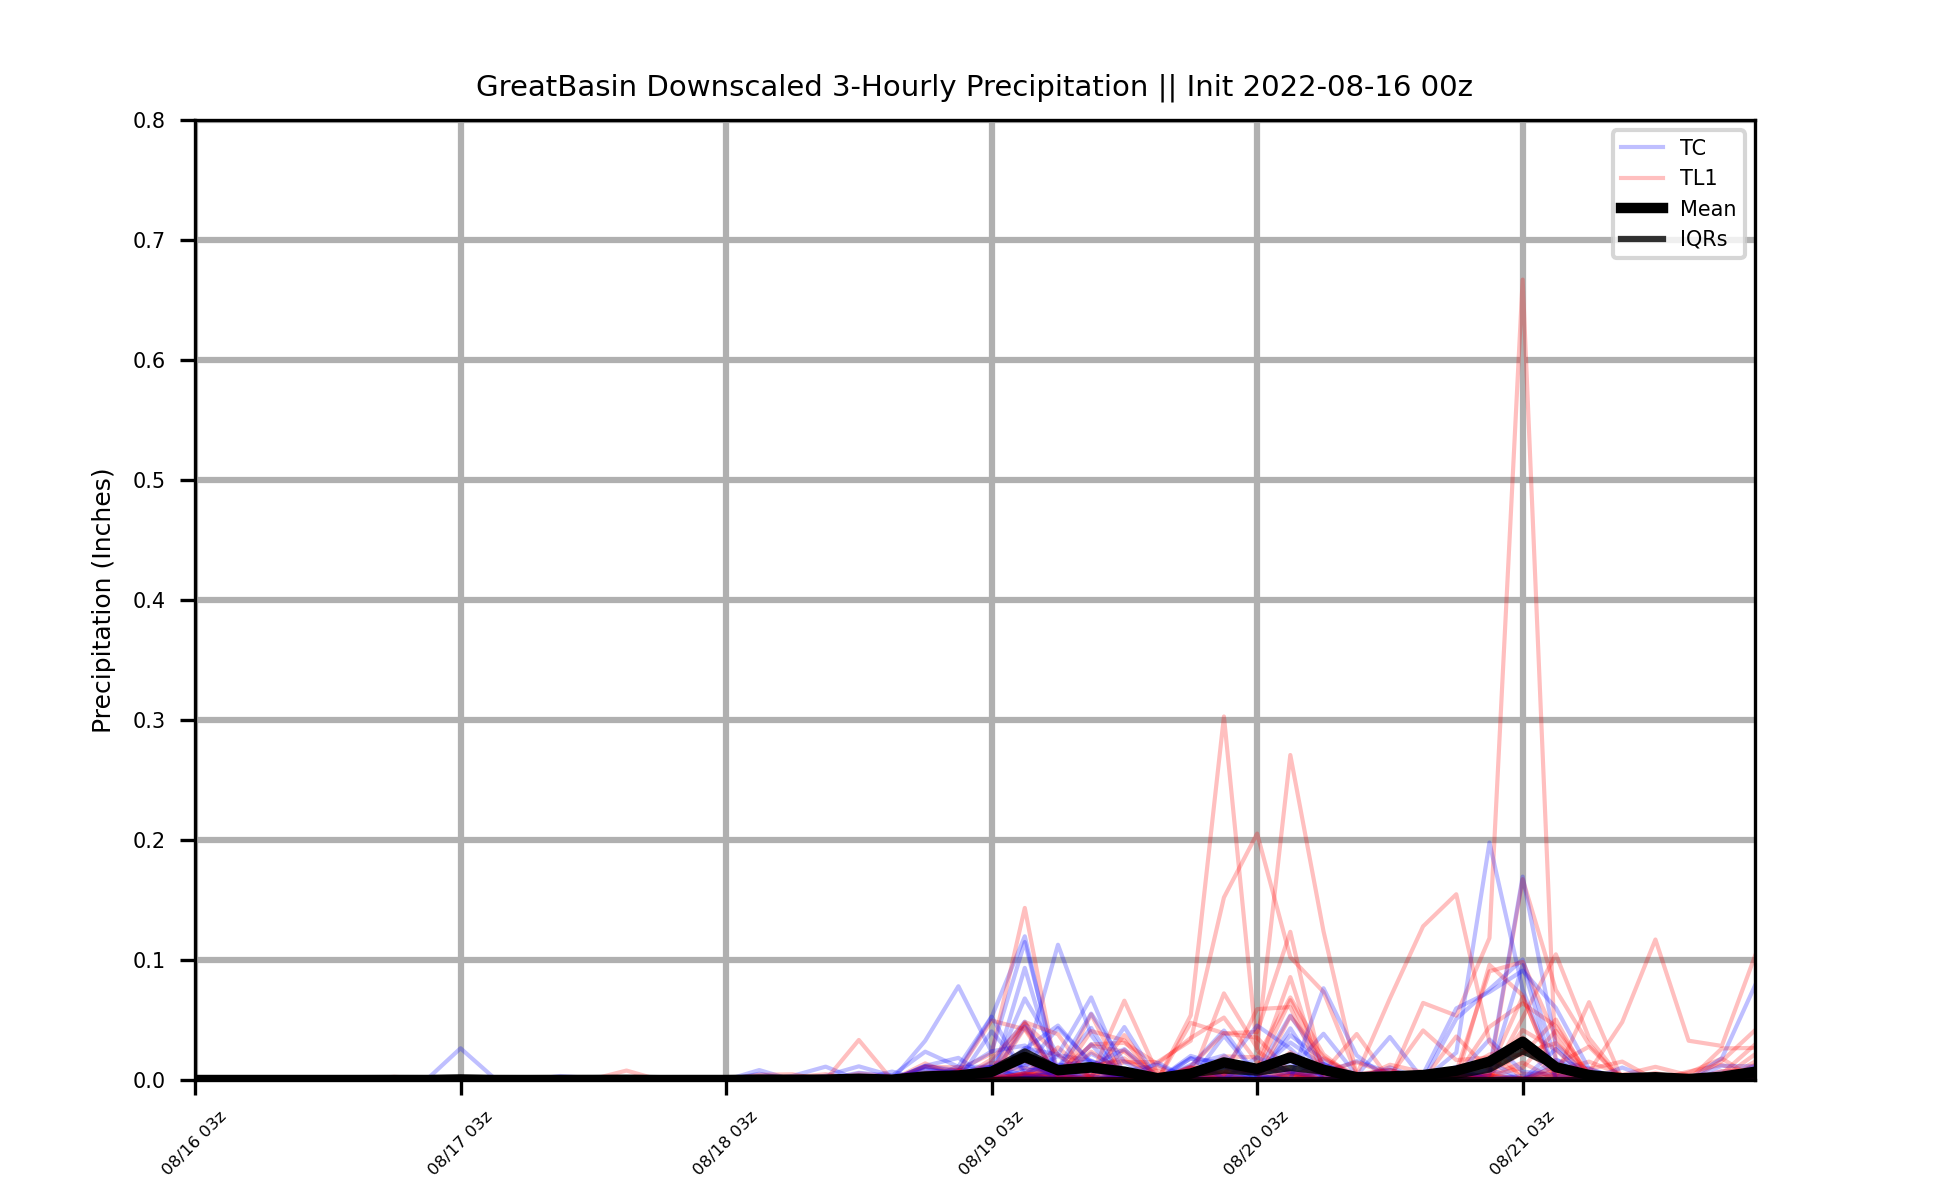 GreatBasin Downscaled 3-Hourly Precipitation || Init 2022-08-16 00z
TC
TL1
Mean
IQRs
Precipitation (Inches)
0.8
0.7
0.6
0.5
0.4
0.3
0.2
0.1
0.0
08/16 03z
08/17 03z
08/18 03z
08/19 03z
08/20 03z
08/21 03z